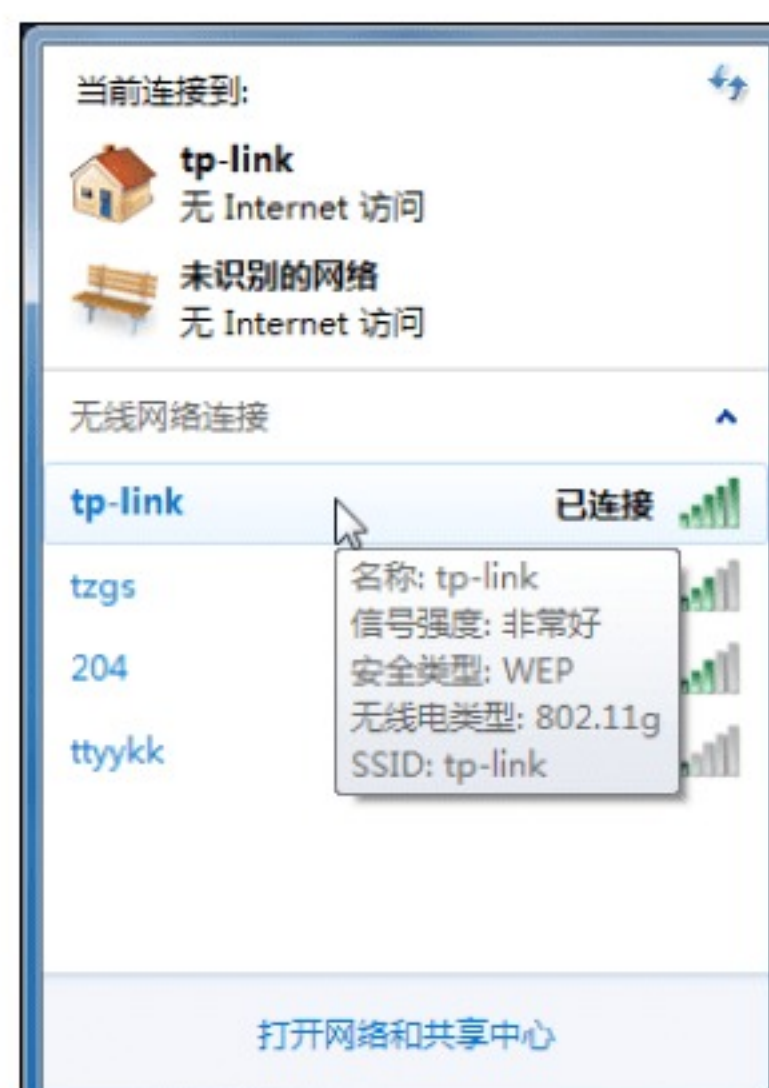 当前连接到:
tp-link
无 Internet 访问
未识别的网络
无 Internet 访问
无线网络连接
tp-link 已连接
tzgs
204
ttyykk
名称: tp-link
信号强度: 非常好
安全类型: WEP
无线电类型: 802.11g
SSID: tp-link
打开网络和共享中心